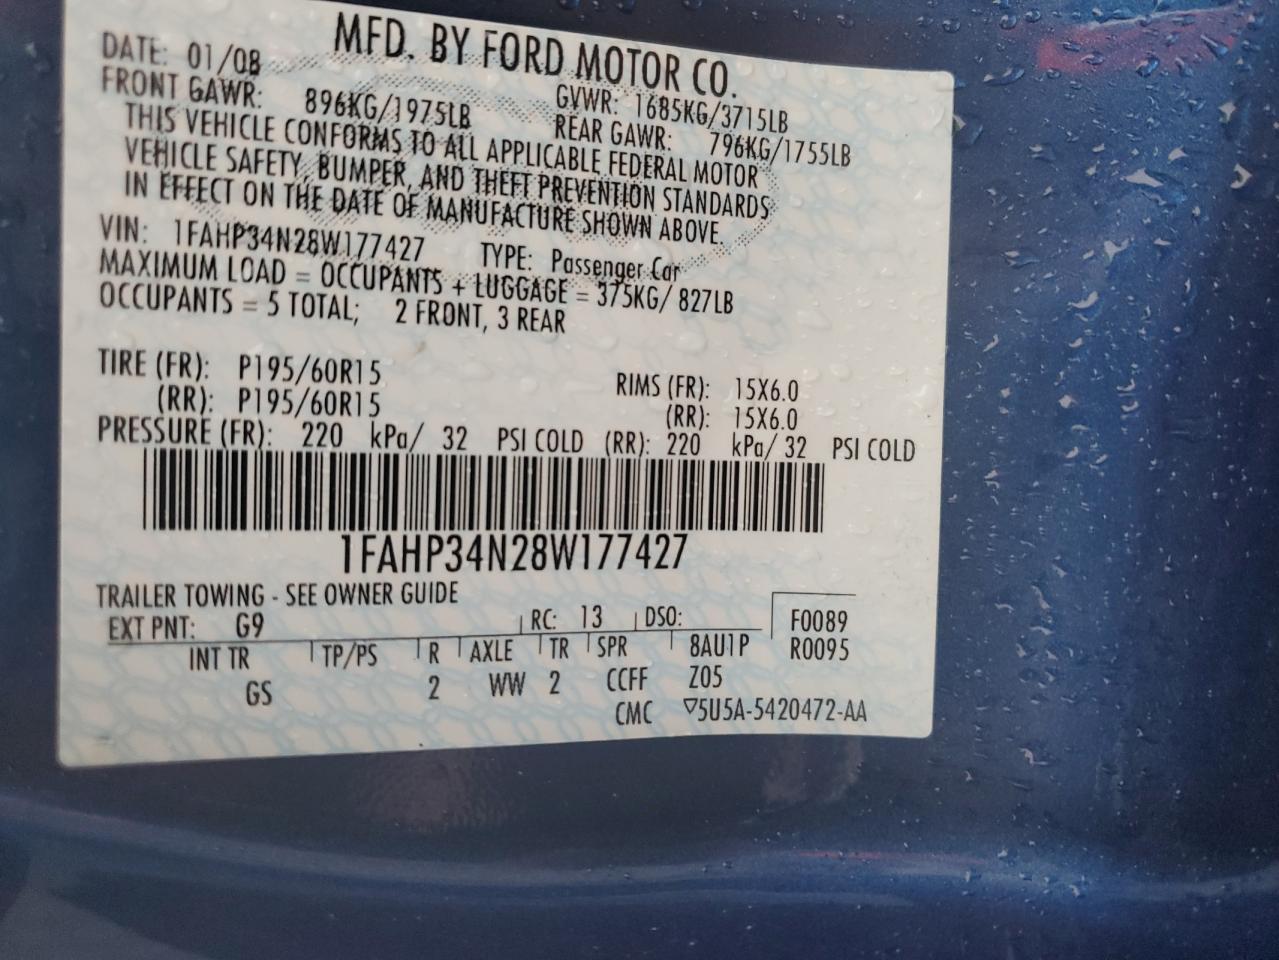 MFD. BY FORD MOTOR CO.
DATE: 01/08 GVWR: 1685KG/3715LB
FRONT GAWR: 896KG/1975LB REAR GAWR: 796KG/1755LB
THIS VEHICLE CONFORMS TO ALL APPLICABLE FEDERAL MOTOR
VEHICLE SAFETY, BUMPER, AND THEFT PREVENTION STANDARDS
IN EFFECT ON THE DATE OF MANUFACTURE SHOWN ABOVE.
VIN: 1FAHP34N28W177427 TYPE: Passenger Car
MAXIMUM LOAD = OCCUPANTS + LUGGAGE = 375KG/ 827LB
OCCUPANTS = 5 TOTAL; 2 FRONT, 3 REAR
TIRE (FR): P195/60R15 RIMS (FR): 15X6.0
(RR): P195/60R15 (RR): 15X6.0
PRESSURE (FR): 220 kPa/ 32 PSI COLD (RR): 220 kPa/ 32 PSI COLD
1FAHP34N28W177427
TRAILER TOWING - SEE OWNER GUIDE
EXT PNT: G9 RC: 13 DSO: F0089
INT TR TP/PS R AXLE TR SPR 8AU1P R0095
GS 2 WW 2 CCFF Z05
CMC ▽5U5A-5420472-AA